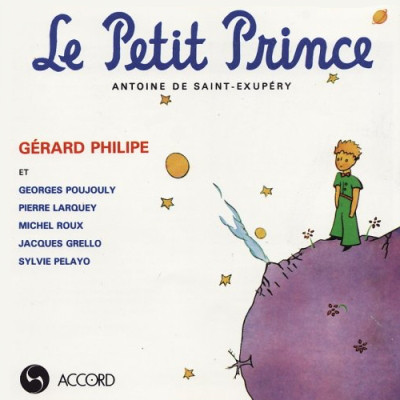 Le Petit Prince
ANTOINE DE SAINT-EXUPÉRY
GÉRARD PHILIPE
ET
GEORGES POUJOULY
PIERRE LARQUEY
MICHEL ROUX
JACQUES GRELLO
SYLVIE PELAYO
ACCORD